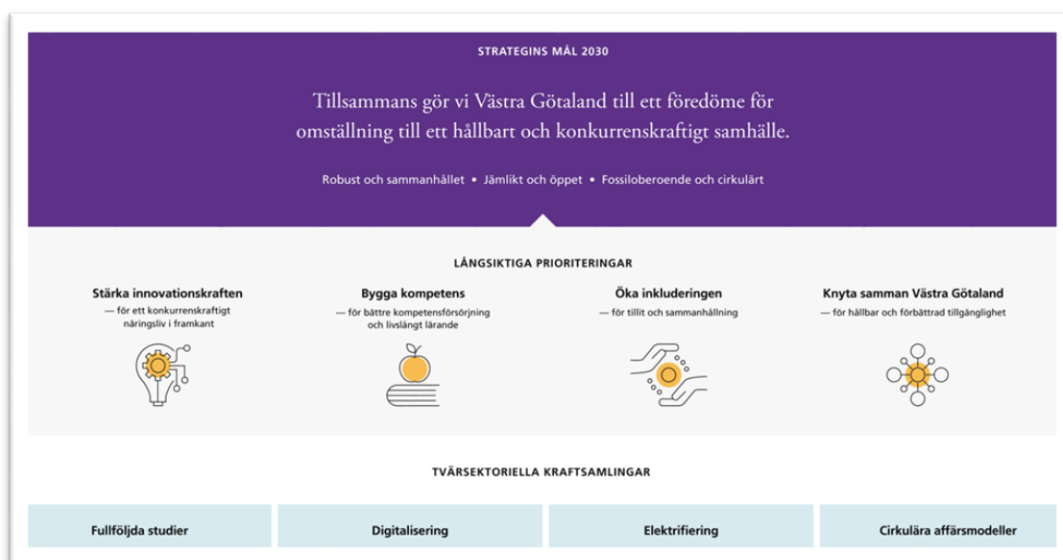 STRATEGINS MÅL 2030
Tillsammans gör vi Västra Götaland till ett föredöme för
omställning till ett hållbart och konkurrenskraftigt samhälle.
Robust och sammanhållet • Jämlikt och öppet • Fossiloberoende och cirkulärt
LÅNGSIKTIGA PRIORITERINGAR
Stärka innovationskraften
— för ett konkurrenskraftigt
näringsliv i framkant
Bygga kompetens
— för bättre kompetensförsörjning
och livslångt lärande
Öka inkluderingen
— för tillit och sammanhållning
Knyta samman Västra Götaland
— för hållbar och förbättrad tillgänglighet
TVÄRSEKTORIELLA KRAFTSAMLINGAR
Fullföljda studier
Digitalisering
Elektrifiering
Cirkulära affärsmodeller